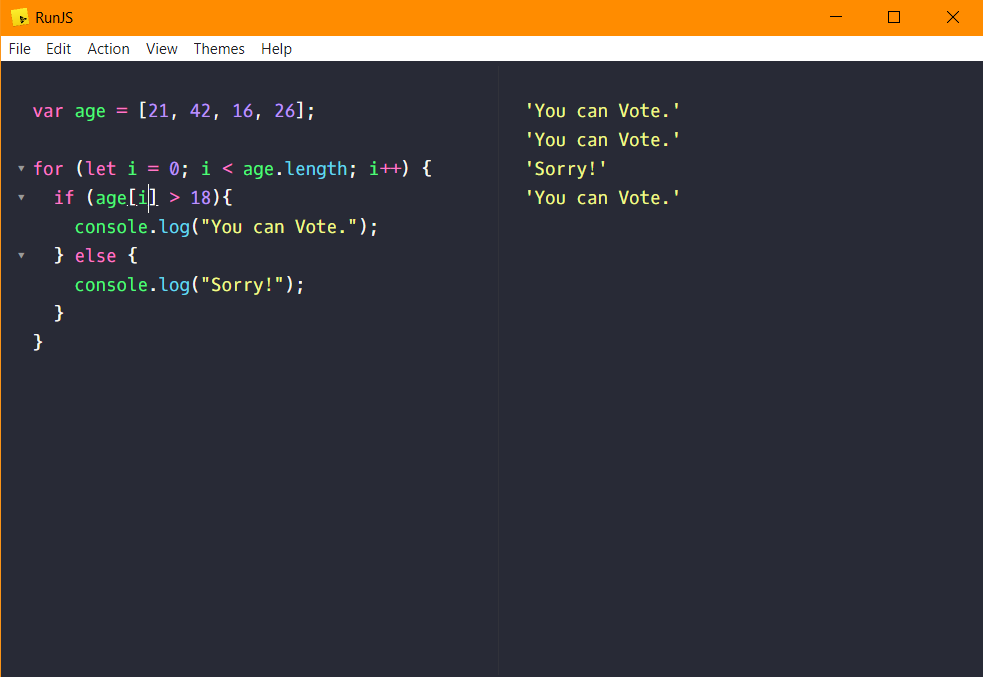 RunJS
File Edit Action View Themes Help
var age = [21, 42, 16, 26];
for (let i = 0; i < age.length; i++) {
if (age[i] > 18){
console.log("You can Vote.");
} else {
console.log("Sorry!");
}
}
'You can Vote.'
'You can Vote.'
'Sorry!'
'You can Vote.'